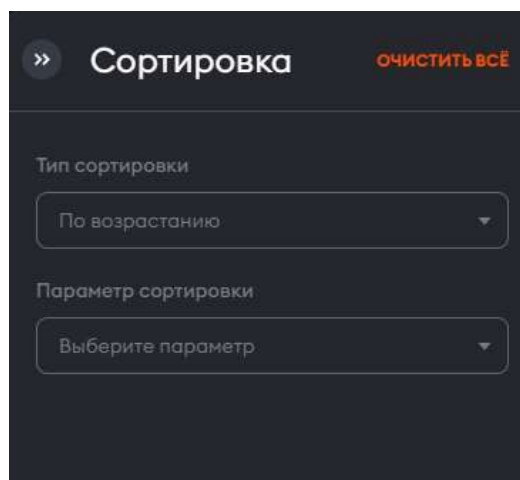 Сортировка
ОЧИСТИТЬ ВСЁ
Тип сортировки
По возрастанию
Параметр сортировки
Выберите параметр